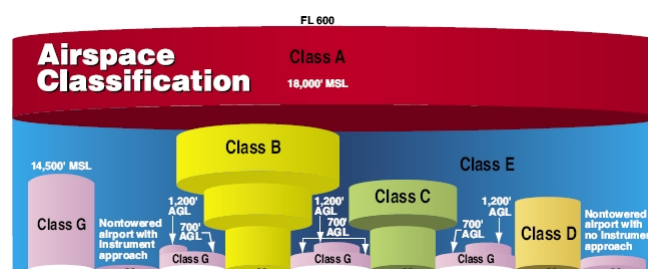 FL 600
Airspace
Classification
Class A
18,000' MSL
Class B
14,500' MSL
Class E
Class C
1,200'
AGL
700'
AGL
1,200'
AGL
700'
AGL
1,200'
AGL
700'
AGL
Class G
Nontowered
airport with
instrument
approach
Class G
Class G
Class G
Class D
Nontowered
airport with
no instrume
approach